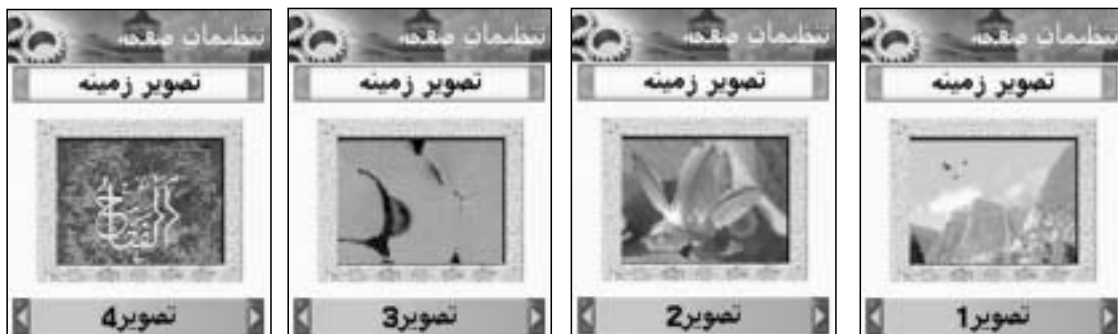 تنظیمات صفحه
تصویر زمینه
تصویر1
تنظیمات صفحه
تصویر زمینه
تصویر2
تنظیمات صفحه
تصویر زمینه
تصویر3
تنظیمات صفحه
تصویر زمینه
تصویر4